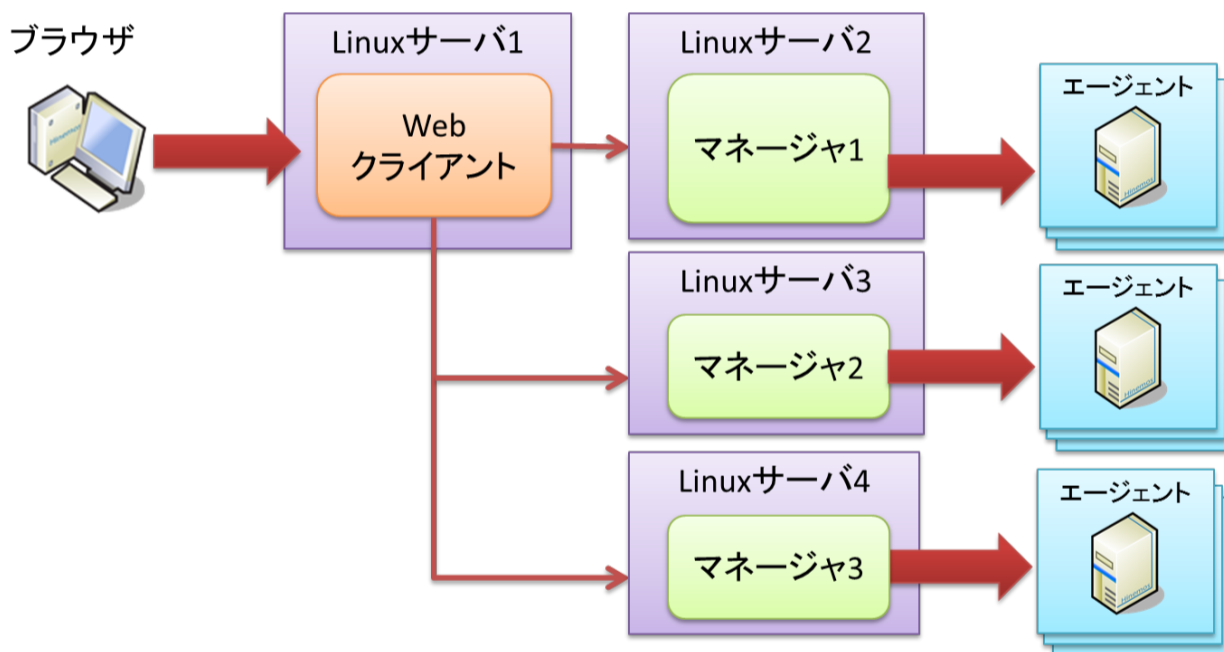 ブラウザ
Hinemos
Linuxサーバ1
Web
クライアント
Linuxサーバ2
マネージャ1
エージェント
Hinemos
Linuxサーバ3
マネージャ2
エージェント
Hinemos
Linuxサーバ4
マネージャ3
エージェント
Hinemos